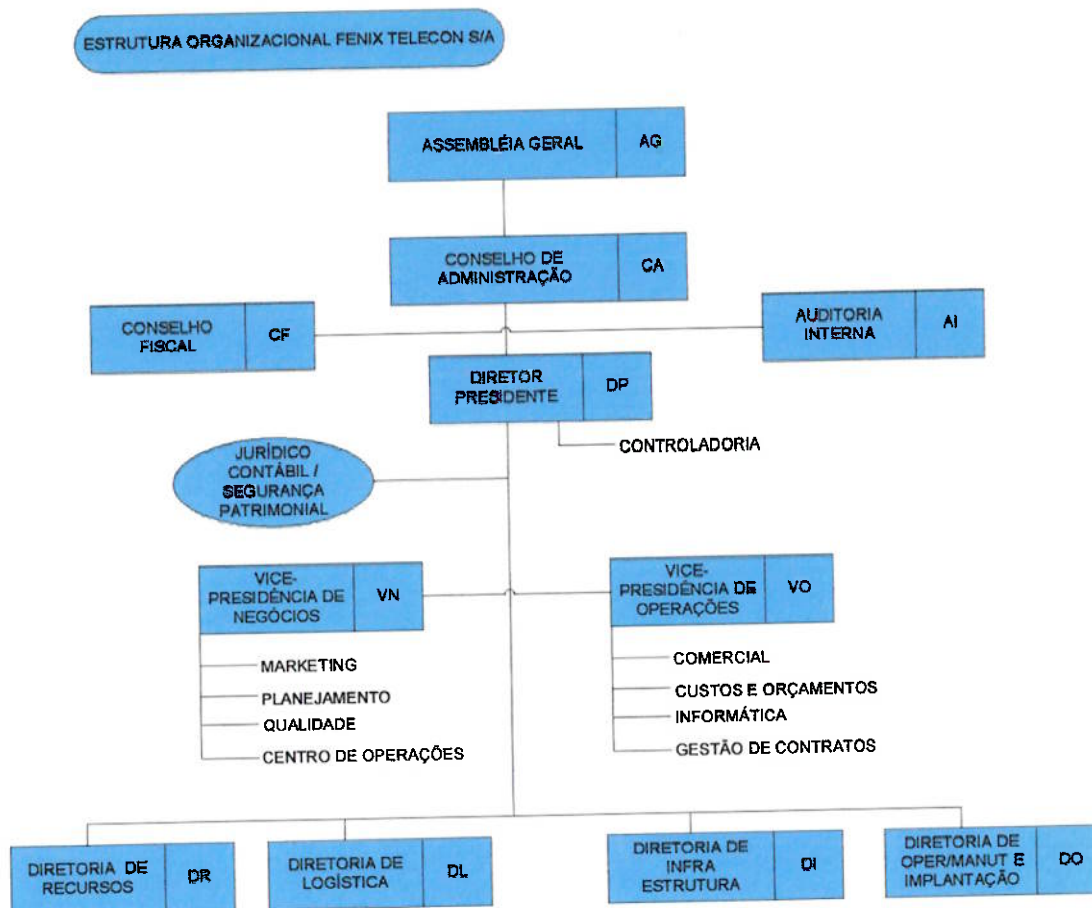 ESTRUTURA ORGANIZACIONAL FENIX TELECON S/A
ASSEMBLÉIA GERAL
AG
CONSELHO DE
ADMINISTRAÇÃO
CA
CONSELHO
FISCAL
CF
AUDITORIA
INTERNA
AI
DIRETOR
PRESIDENTE
DP
CONTROLADORIA
JURÍDICO
CONTÁBIL /
SEGURANÇA
PATRIMONIAL
VICE-
PRESIDÊNCIA DE
NEGÓCIOS
VN
VICE-
PRESIDÊNCIA DE
OPERAÇÕES
VO
MARKETING
PLANEJAMENTO
QUALIDADE
CENTRO DE OPERAÇÕES
COMERCIAL
CUSTOS E ORÇAMENTOS
INFORMÁTICA
GESTÃO DE CONTRATOS
DIRETORIA DE
RECURSOS
DR
DIRETORIA DE
LOGÍSTICA
DL
DIRETORIA DE
INFRA
ESTRUTURA
DI
DIRETORIA DE
OPER/MANUT E
IMPLANTAÇÃO
DO